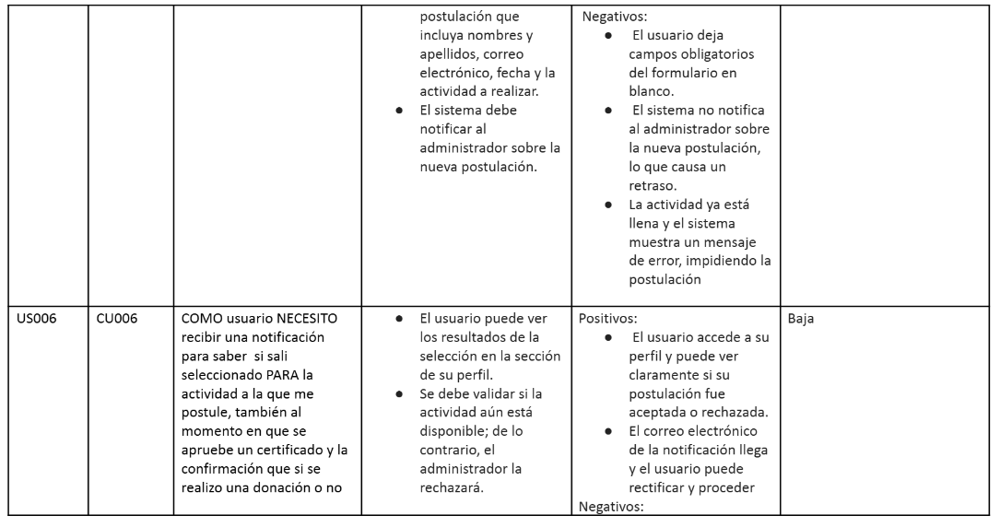 postulación que
incluya nombres y
apellidos, correo
electrónico, fecha y la
actividad a realizar.
● El sistema debe
notificar al
administrador sobre la
nueva postulación.
Negativos:
● El usuario deja
campos obligatorios
del formulario en
blanco.
● El sistema no notifica
al administrador sobre
la nueva postulación,
lo que causa un
retraso.
● La actividad ya está
llena y el sistema
muestra un mensaje
de error, impidiendo la
postulación
US006
CU006
COMO usuario NECESITO
recibir una notificación
para saber si sali
seleccionado PARA la
actividad a la que me
postule, también al
momento en que se
apruebe un certificado y la
confirmación que si se
realizo una donación o no
● El usuario puede ver
los resultados de la
selección en la sección
de su perfil.
● Se debe validar si la
actividad aún está
disponible; de lo
contrario, el
administrador la
rechazará.
Positivos:
● El usuario accede a su
perfil y puede ver
claramente si su
postulación fue
aceptada o rechazada.
● El correo electrónico
de la notificación llega
y el usuario puede
rectificar y proceder
Negativos:
Baja